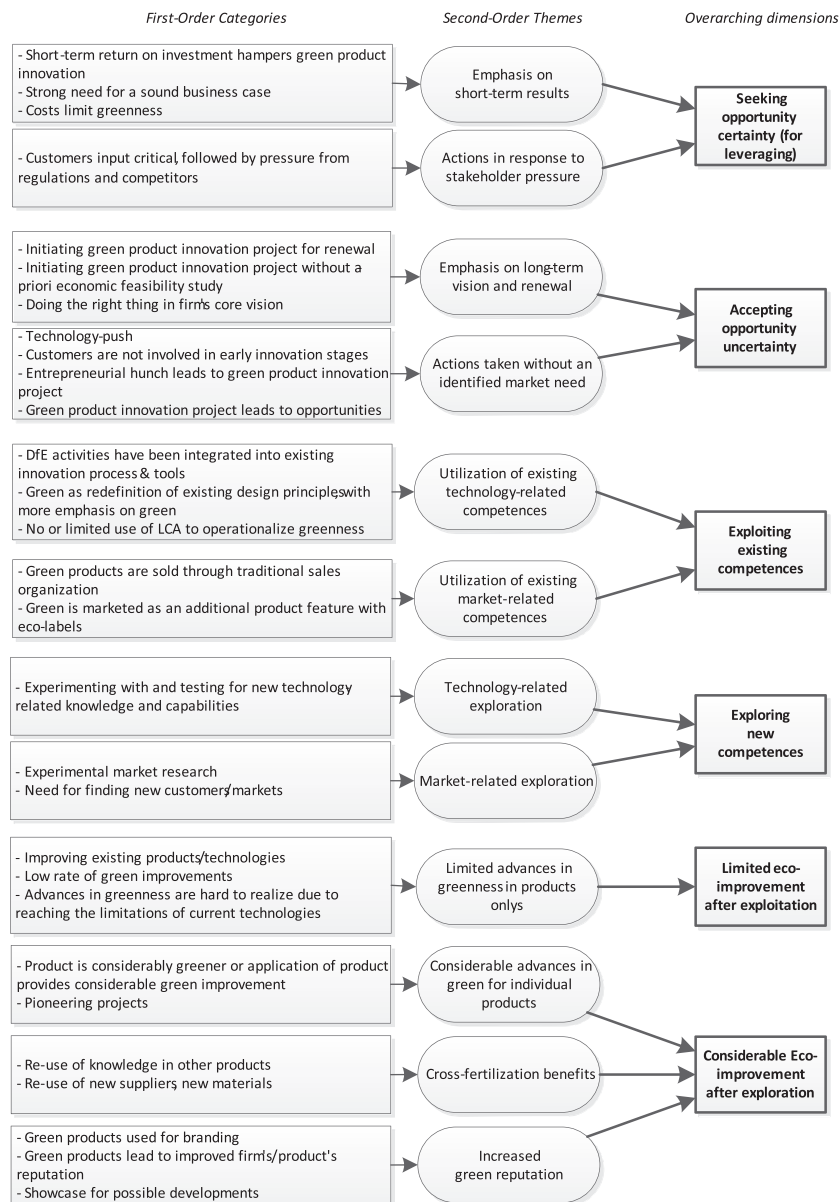 First-Order Categories
Second-Order Themes
Overarching dimensions
- Short-term return on investment hampers green product
innovation
- Strong need for a sound business case
- Costs limit greenness
Emphasis on
short-term results
- Customers input critical, followed by pressure from
regulations and competitors
Actions in response to
stakeholder pressure
Seeking
opportunity
certainty (for
leveraging)
- Initiating green product innovation project for renewal
- Initiating green product innovation project without a
priori economic feasibility study
- Doing the right thing in firm's core vision
Emphasis on long-term
vision and renewal
- Technology-push
- Customers are not involved in early innovation stages
- Entrepreneurial hunch leads to green product innovation
project
- Green product innovation project leads to opportunities
Actions taken without an
identified market need
Accepting
opportunity
uncertainty
- DfE activities have been integrated into existing
innovation process & tools
- Green as redefinition of existing design principles, with
more emphasis on green
- No or limited use of LCA to operationalize greenness
Utilization of existing
technology-related
competences
- Green products are sold through traditional sales
organization
- Green is marketed as an additional product feature with
eco-labels
Utilization of existing
market-related
competences
Exploiting
existing
competences
- Experimenting with and testing for new technology-
related knowledge and capabilities
Technology-related
exploration
- Experimental market research
- Need for finding new customers/markets
Market-related exploration
Exploring
new
competences
- Improving existing products/technologies
- Low rate of green improvements
- Advances in greenness are hard to realize due to
reaching the limitations of current technologies
Limited advances in
greenness in products
onlys
Limited eco-
improvement
after exploitation
- Product is considerably greener or application of product
provides considerable green improvement
- Pioneering projects
Considerable advances in
green for individual
products
- Re-use of knowledge in other products
- Re-use of new suppliers, new materials
Cross-fertilization benefits
- Green products used for branding
- Green products lead to improved firm's/product's
reputation
- Showcase for possible developments
Increased
green reputation
Considerable Eco-
improvement
after exploration